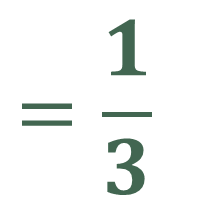 = 1/3